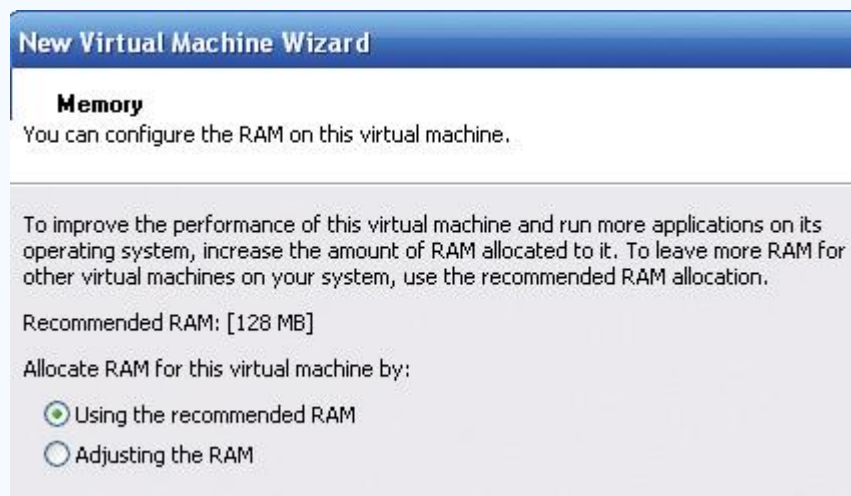 New Virtual Machine Wizard
Memory
You can configure the RAM on this virtual machine.
To improve the performance of this virtual machine and run more applications on its
operating system, increase the amount of RAM allocated to it. To leave more RAM for
other virtual machines on your system, use the recommended RAM allocation.
Recommended RAM: [128 MB]
Allocate RAM for this virtual machine by:
Using the recommended RAM
Adjusting the RAM